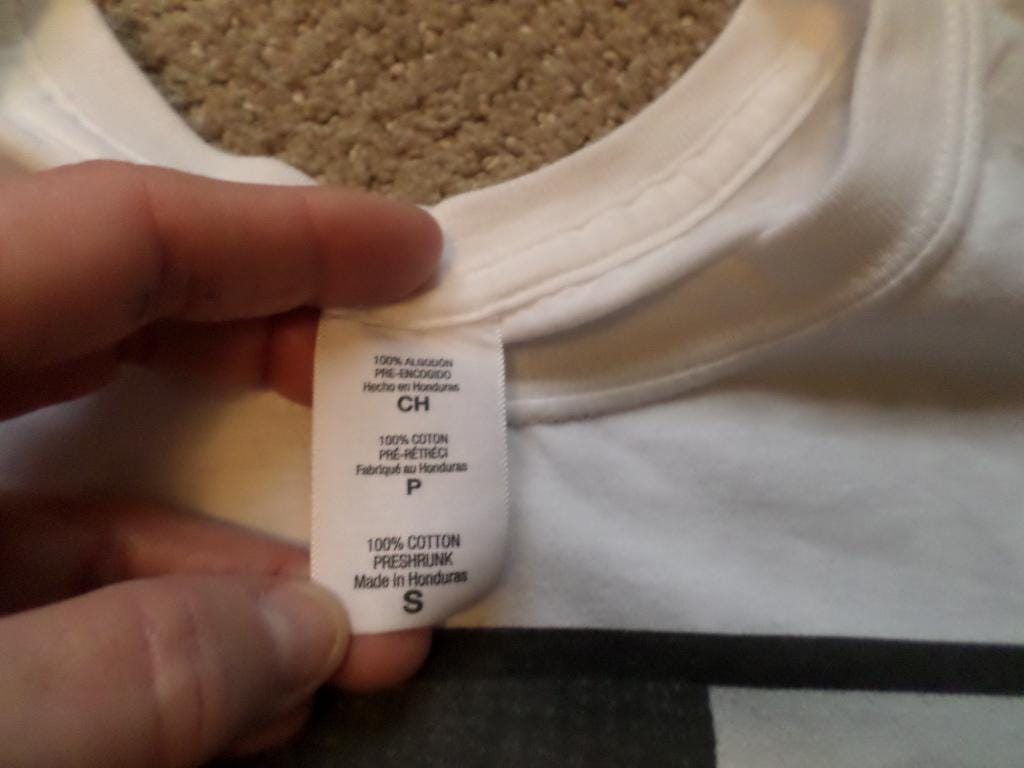 100% ALGODÓN
PRE-ENCOGIDO
Hecho en Honduras
CH
100% COTON
PRÉ-RÉTRÉCI
Fabriqué au Honduras
P
100% COTTON
PRESHRUNK
Made in Honduras
S